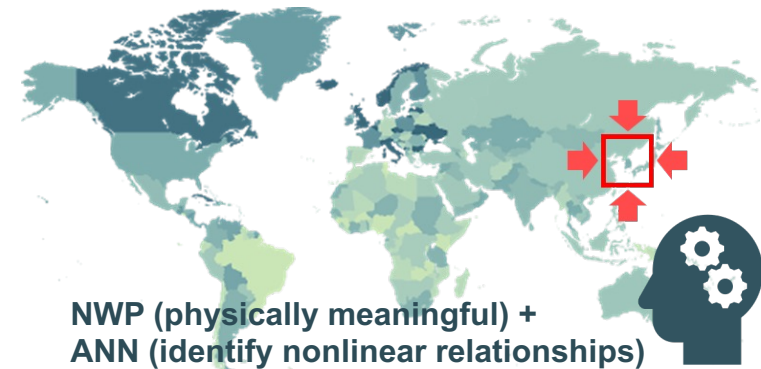 NWP (physically meaningful) +
ANN (identify nonlinear relationships)